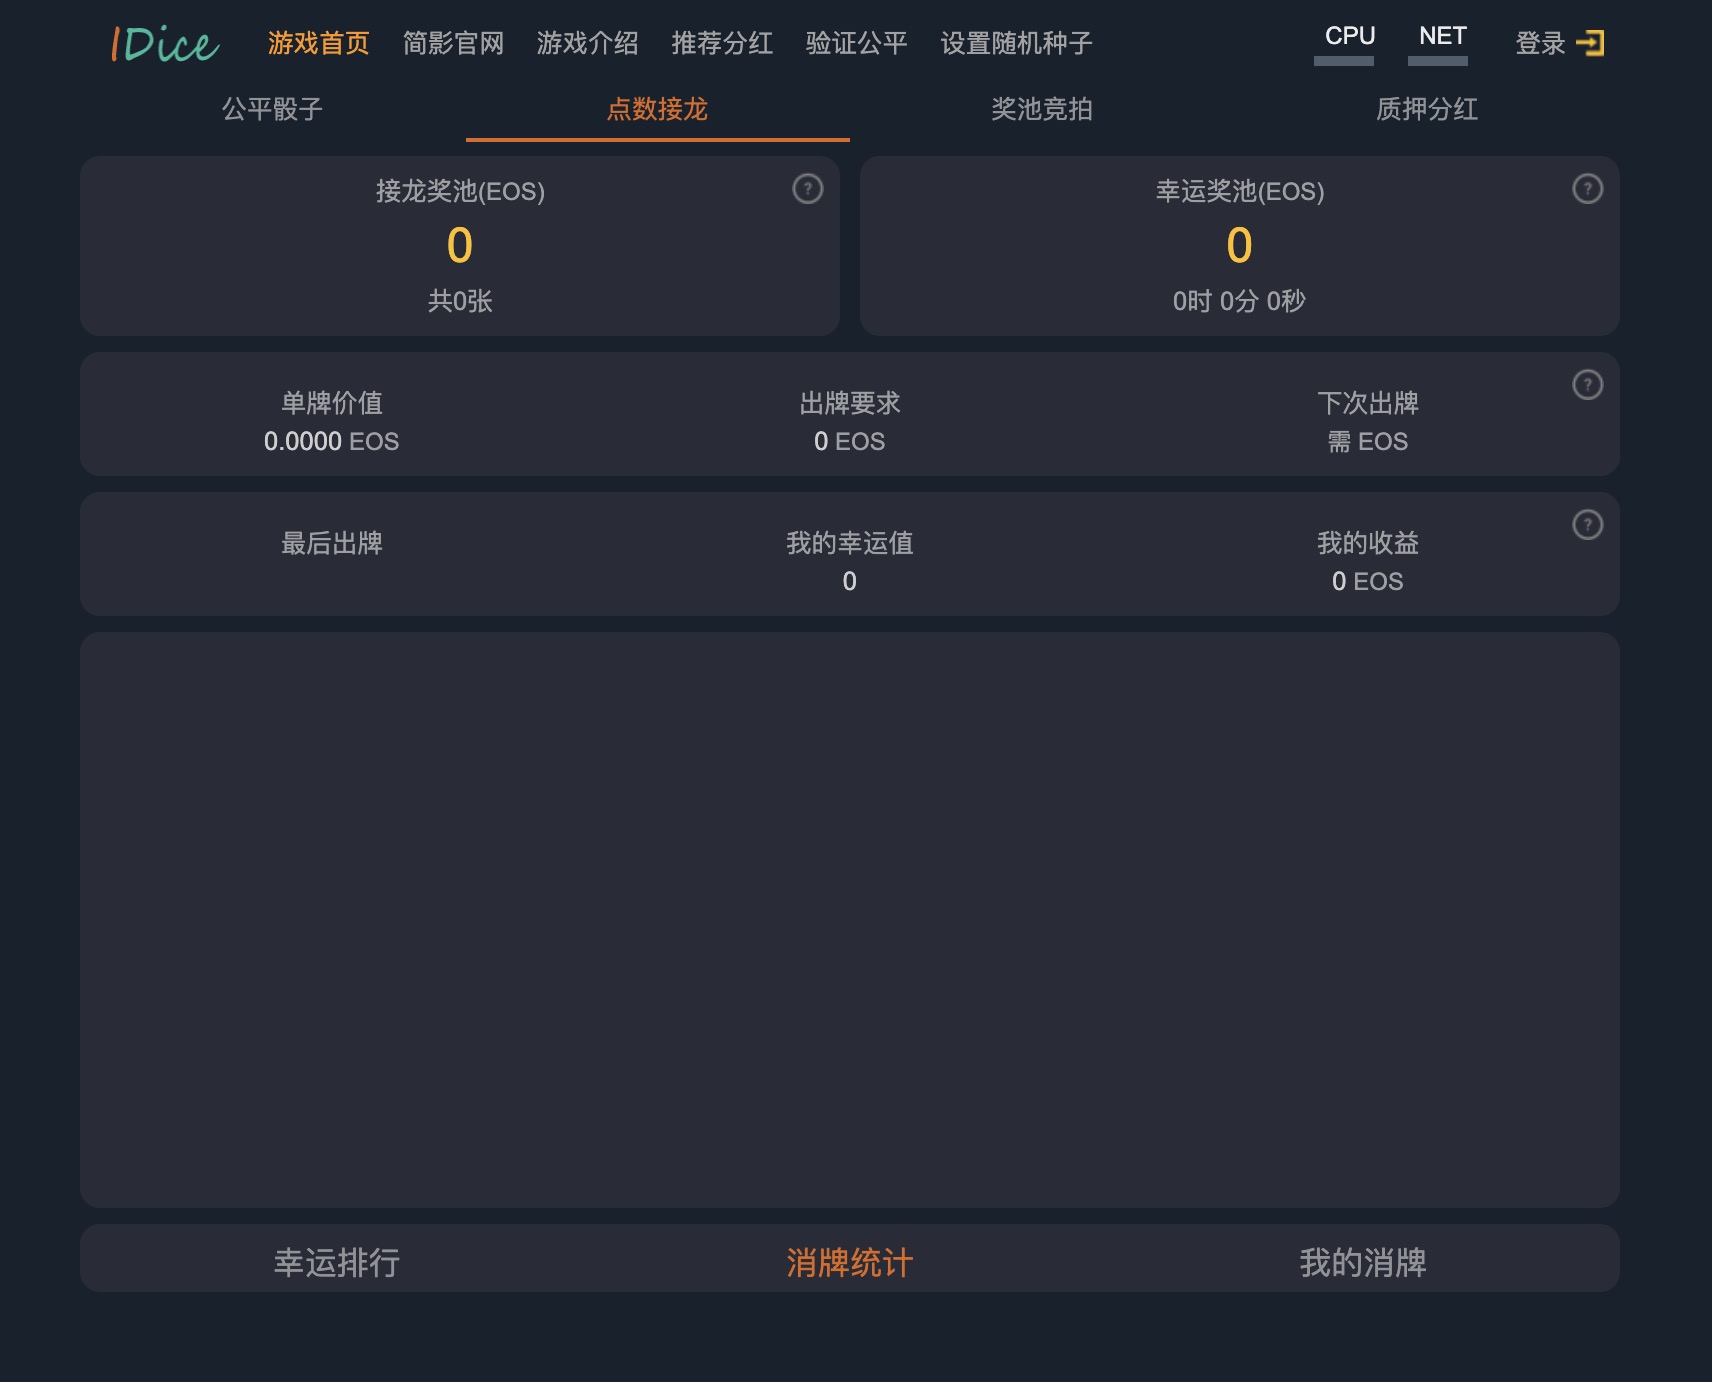 IDice 游戏首页 简影官网 游戏介绍 推荐分红 验证公平 设置随机种子 CPU NET 登录
公平骰子 点数接龙 奖池竞拍 质押分红
接龙奖池(EOS) ?
0
共0张
幸运奖池(EOS) ?
0
0时 0分 0秒
单牌价值 出牌要求 下次出牌 ?
0.0000 EOS 0 EOS 需 EOS
最后出牌 我的幸运值 我的收益 ?
0 0 EOS
幸运排行 消牌统计 我的消牌